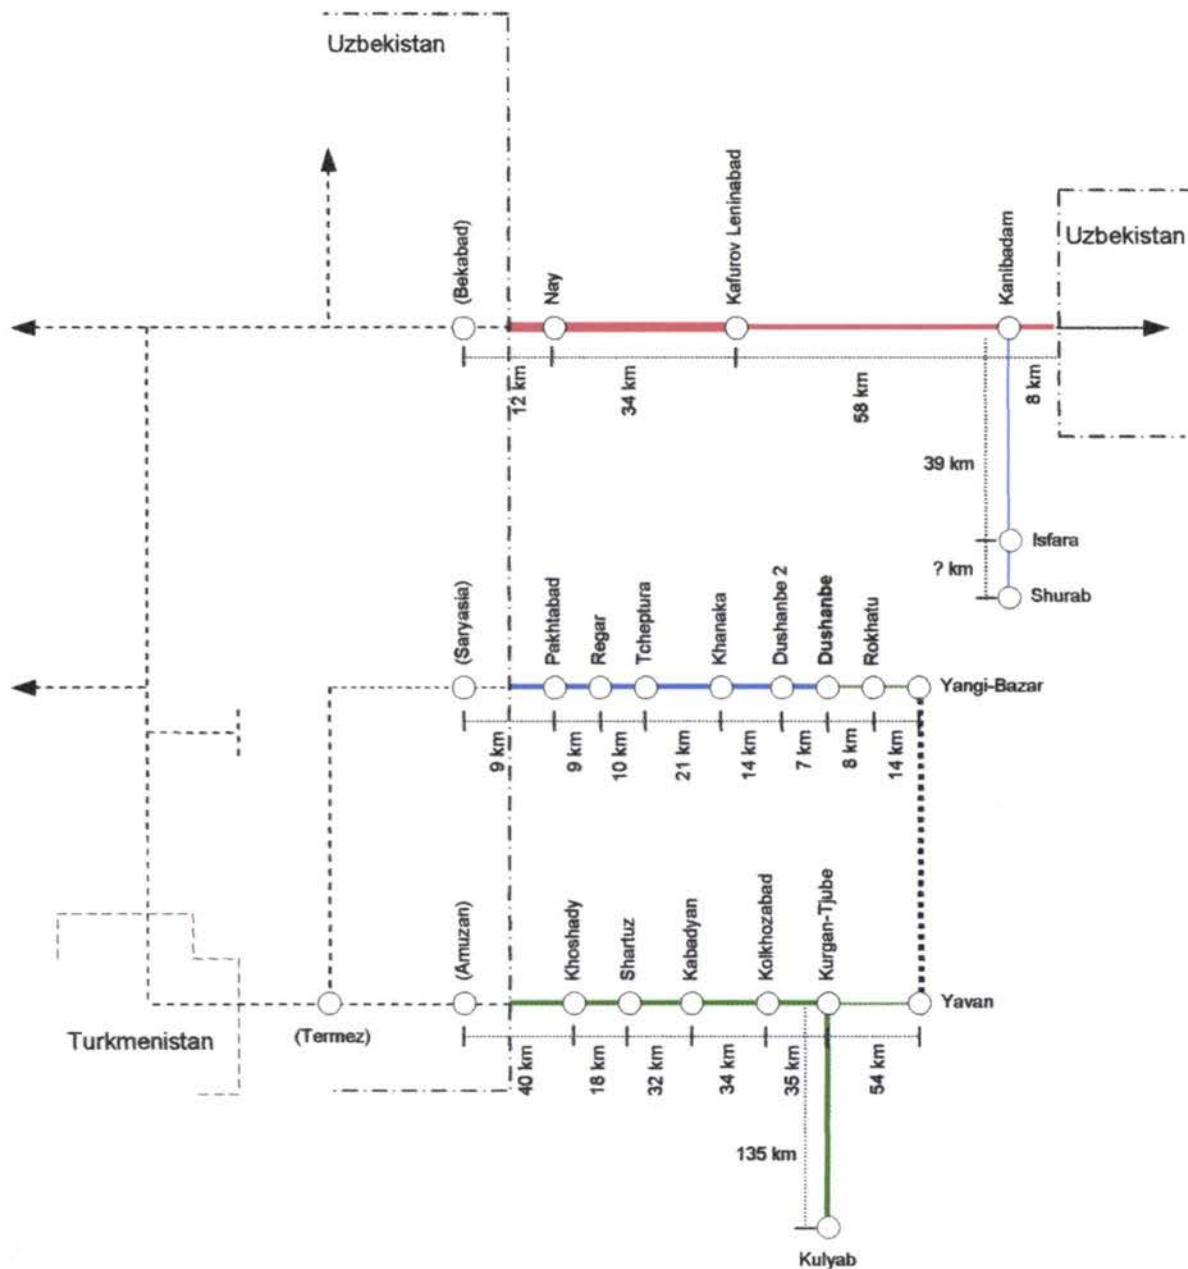 Uzbekistan
(Bekabad)
Nay
Kafurov Leninabad
Kanibadam
Uzbekistan
12 km
34 km
58 km
8 km
39 km
Isfara
? km
Shurab
(Saryasia)
Pakhtabad
Regar
Tcheptura
Khanaka
Dushanbe 2
Dushanbe
Rokhatu
Yangi-Bazar
9 km
9 km
10 km
21 km
14 km
7 km
8 km
14 km
(Amuzan)
Khoshady
Shartuz
Kabadyan
Kolkhozabad
Kurgan-Tjube
Yavan
Turkmenistan
(Termez)
40 km
18 km
32 km
34 km
35 km
54 km
135 km
Kulyab